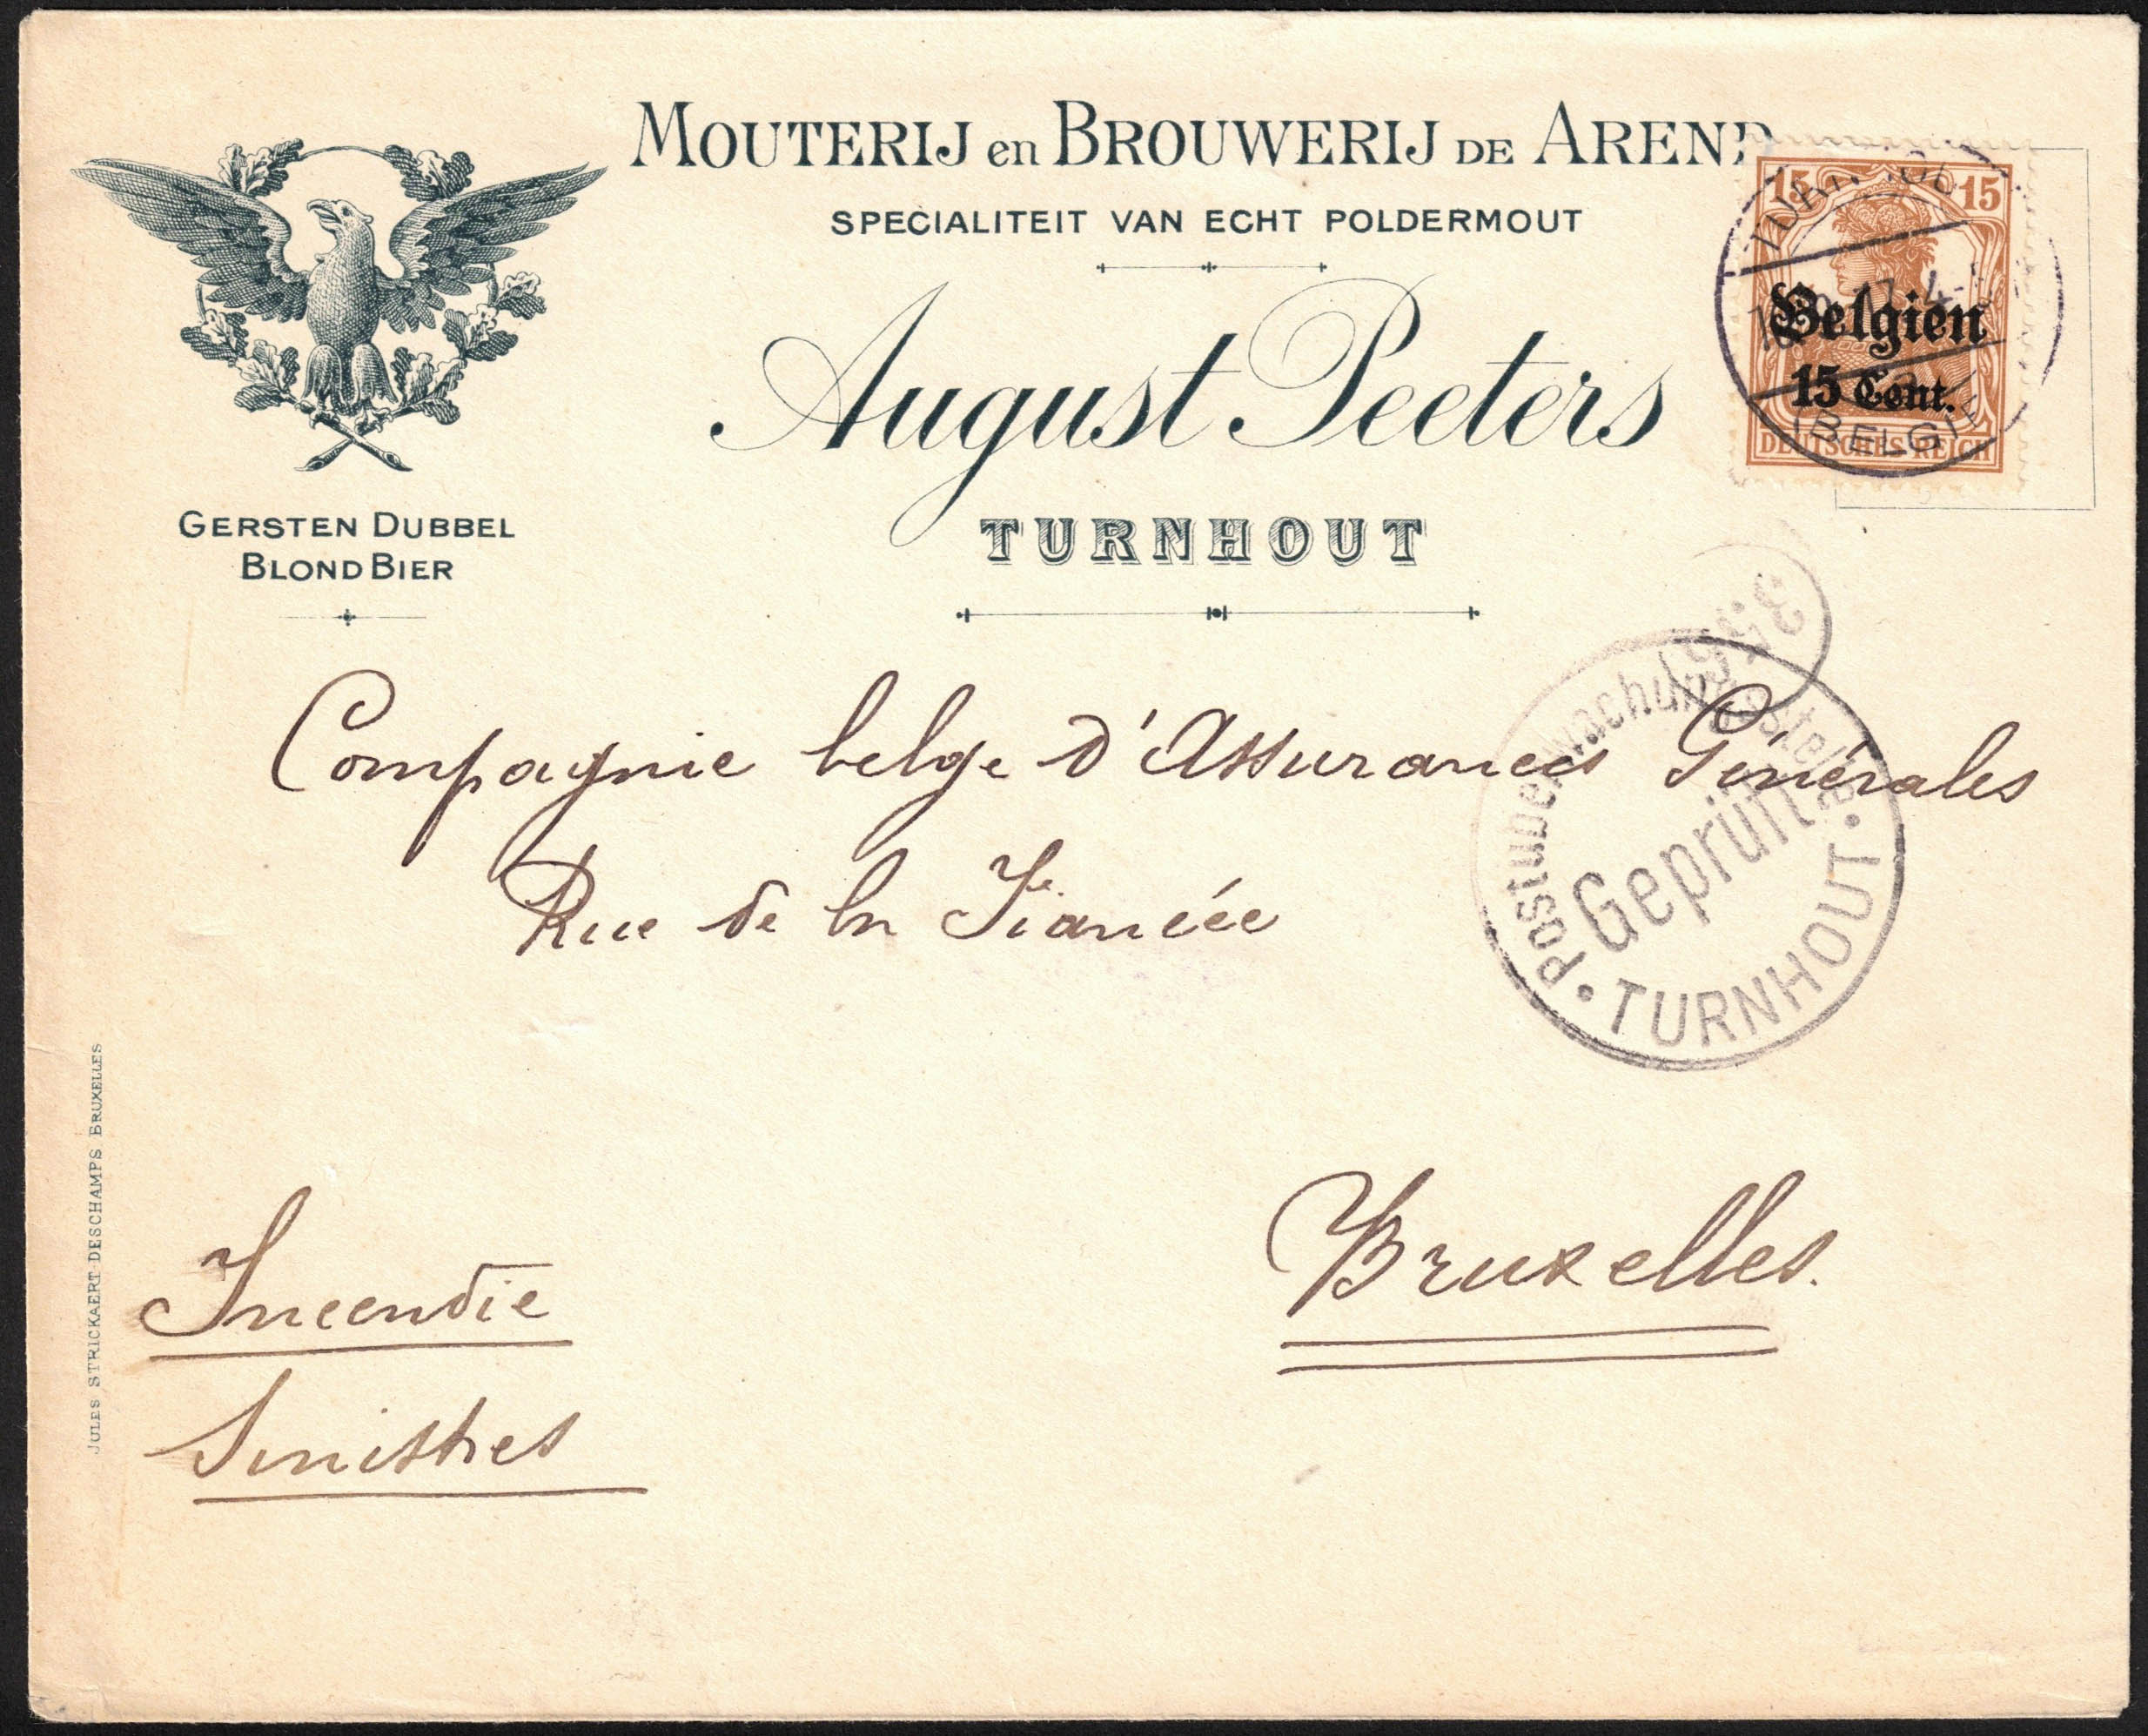 MOUTERIJ en BROUWERIJ DE AREND
SPECIALITEIT VAN ECHT POLDERMOUT
August Peeters
TURNHOUT
GERSTEN DUBBEL
BLOND BIER
15 15
Belgien
15 Cent.
DEUTSCHES REICH
(BELGIË)
Postüberwachungsstelle
Geprüft
TURNHOUT
Compagnie belge d'Assurances Générales
Rue de la Fiancée
Bruxelles.
Incendie
Sinistres
JULES STRICKAERT-DESCHAMPS BRUXELLES